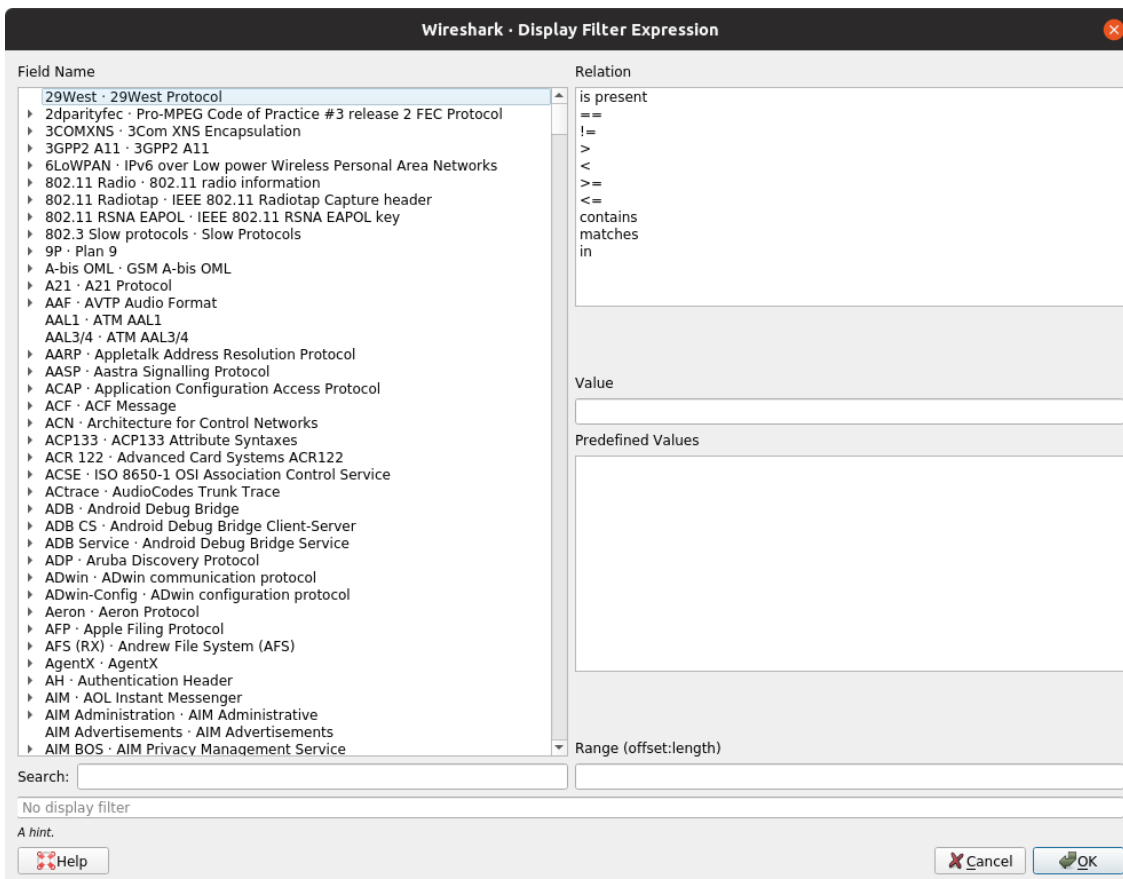 Wireshark · Display Filter Expression
Field Name
29West · 29West Protocol
2dparityfec · Pro-MPEG Code of Practice #3 release 2 FEC Protocol
3COMXNS · 3Com XNS Encapsulation
3GPP2 A11 · 3GPP2 A11
6LoWPAN · IPv6 over Low power Wireless Personal Area Networks
802.11 Radio · 802.11 radio information
802.11 Radiotap · IEEE 802.11 Radiotap Capture header
802.11 RSNA EAPOL · IEEE 802.11 RSNA EAPOL key
802.3 Slow protocols · Slow Protocols
9P · Plan 9
A-bis OML · GSM A-bis OML
A21 · A21 Protocol
AAF · AVTP Audio Format
AAL1 · ATM AAL1
AAL3/4 · ATM AAL3/4
AARP · Appletalk Address Resolution Protocol
AASP · Aastra Signalling Protocol
ACAP · Application Configuration Access Protocol
ACF · ACF Message
ACN · Architecture for Control Networks
ACP133 · ACP133 Attribute Syntaxes
ACR 122 · Advanced Card Systems ACR122
ACSE · ISO 8650-1 OSI Association Control Service
ACtrace · AudioCodes Trunk Trace
ADB · Android Debug Bridge
ADB CS · Android Debug Bridge Client-Server
ADB Service · Android Debug Bridge Service
ADP · Aruba Discovery Protocol
ADwin · ADwin communication protocol
ADwin-Config · ADwin configuration protocol
Aeron · Aeron Protocol
AFP · Apple Filing Protocol
AFS (RX) · Andrew File System (AFS)
AgentX · AgentX
AH · Authentication Header
AIM · AOL Instant Messenger
AIM Administration · AIM Administrative
AIM Advertisements · AIM Advertisements
AIM BOS · AIM Privacy Management Service
Search:
Relation
is present
==
!=
>
<
>=
<=
contains
matches
in
Value
Predefined Values
Range (offset:length)
No display filter
A hint.
Help
Cancel
OK